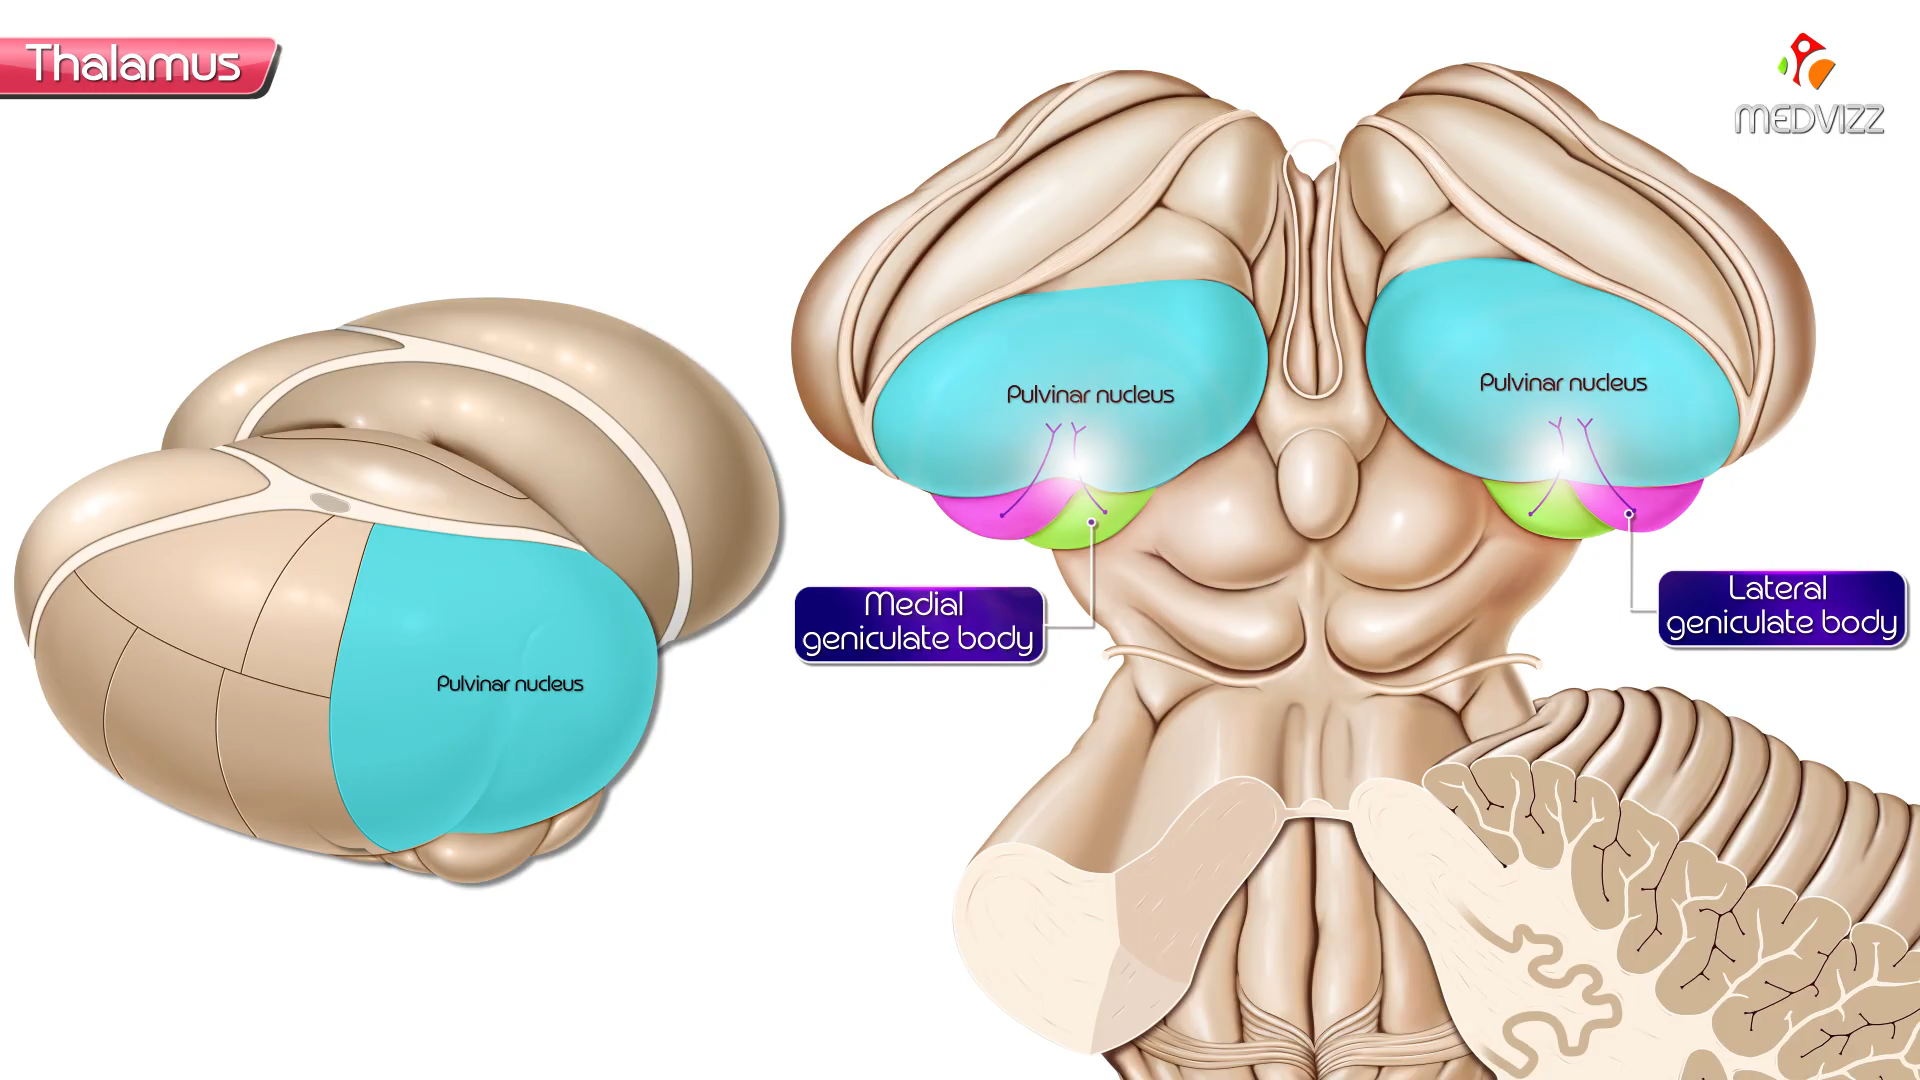 Thalamus
MEDVIZZ
Pulvinar nucleus
Pulvinar nucleus
Medial
geniculate body
Lateral
geniculate body
Pulvinar nucleus